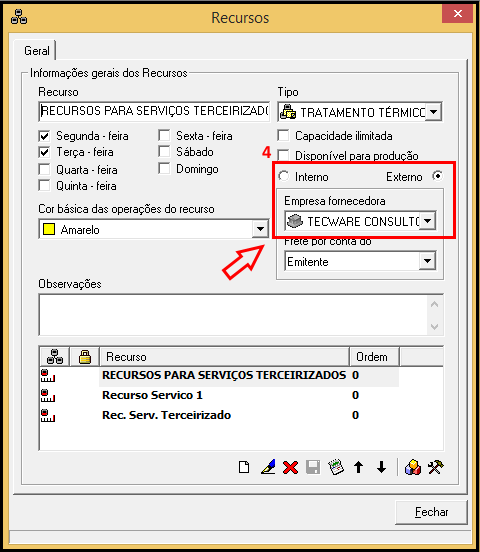 Recursos
Geral
Informações gerais dos Recursos
Recurso
Tipo
RECURSOS PARA SERVIÇOS TERCEIRIZAD
TRATAMENTO TÉRMICO
Segunda - feira
Sexta - feira
Capacidade ilimitada
Terça - feira
Sábado
4
Disponível para produção
Quarta - feira
Domingo
Quinta - feira
Interno
Externo
Empresa fornecedora
TECWARE CONSULTO
Cor básica das operações do recurso
Amarelo
Frete por conta do
Emitente
Observações
Recurso
Ordem
RECURSOS PARA SERVIÇOS TERCEIRIZADOS 0
Recurso Servico 1 0
Rec. Serv. Terceirizado 0
Fechar